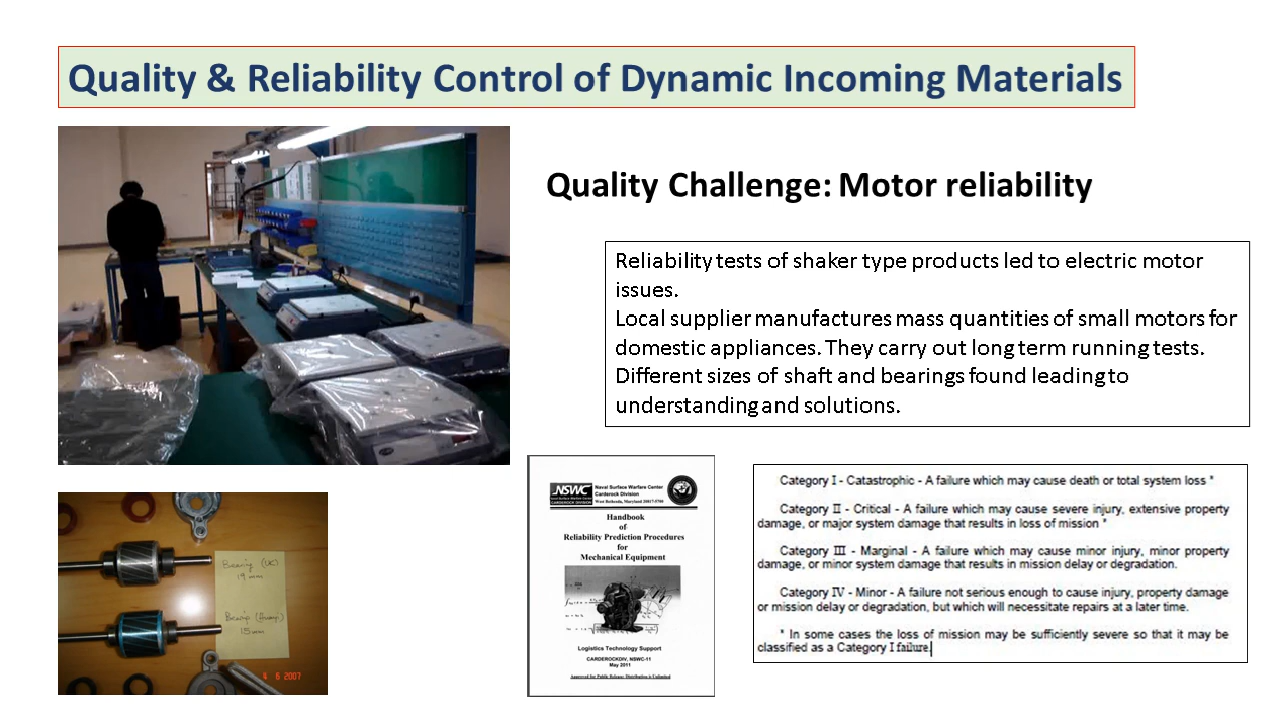 Quality & Reliability Control of Dynamic Incoming Materials
Quality Challenge: Motor reliability
Reliability tests of shaker type products led to electric motor
issues.
Local supplier manufactures mass quantities of small motors for
domestic appliances. They carry out long term running tests.
Different sizes of shaft and bearings found leading to
understanding and solutions.
Bearing (UK)
19 mm
15 mm
4 6 2007
NSWC
CARDEROCK DIVISION
Naval Surface Warfare Center
Carderock Division
West Bethesda, Maryland 20817-5700
Handbook
of
Reliability Prediction Procedures
for
Mechanical Equipment
Logistics Technology Support
CARDEROCKDIV, NSWC-11
May 2011
Approved for Public Release; Distribution is Unlimited
Category I - Catastrophic - A failure which may cause death or total system loss *
Category II - Critical - A failure which may cause severe injury, extensive property
damage, or major system damage that results in loss of mission *
Category III - Marginal - A failure which may cause minor injury, minor property
damage, or minor system damage that results in mission delay or degradation.
Category IV - Minor - A failure not serious enough to cause injury, property damage
or mission delay or degradation, but which will necessitate repairs at a later time.
* In some cases the loss of mission may be sufficiently severe so that it may be
classified as a Category I failure.